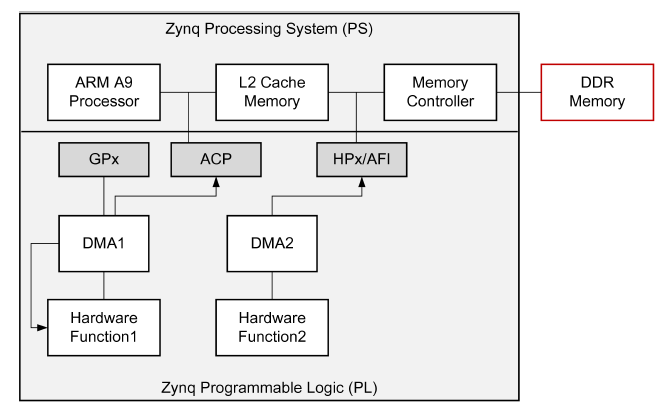 Zynq Processing System (PS)
ARM A9
Processor
L2 Cache
Memory
Memory
Controller
DDR
Memory
GPx
ACP
HPx/AFI
DMA1
DMA2
Hardware
Function1
Hardware
Function2
Zynq Programmable Logic (PL)